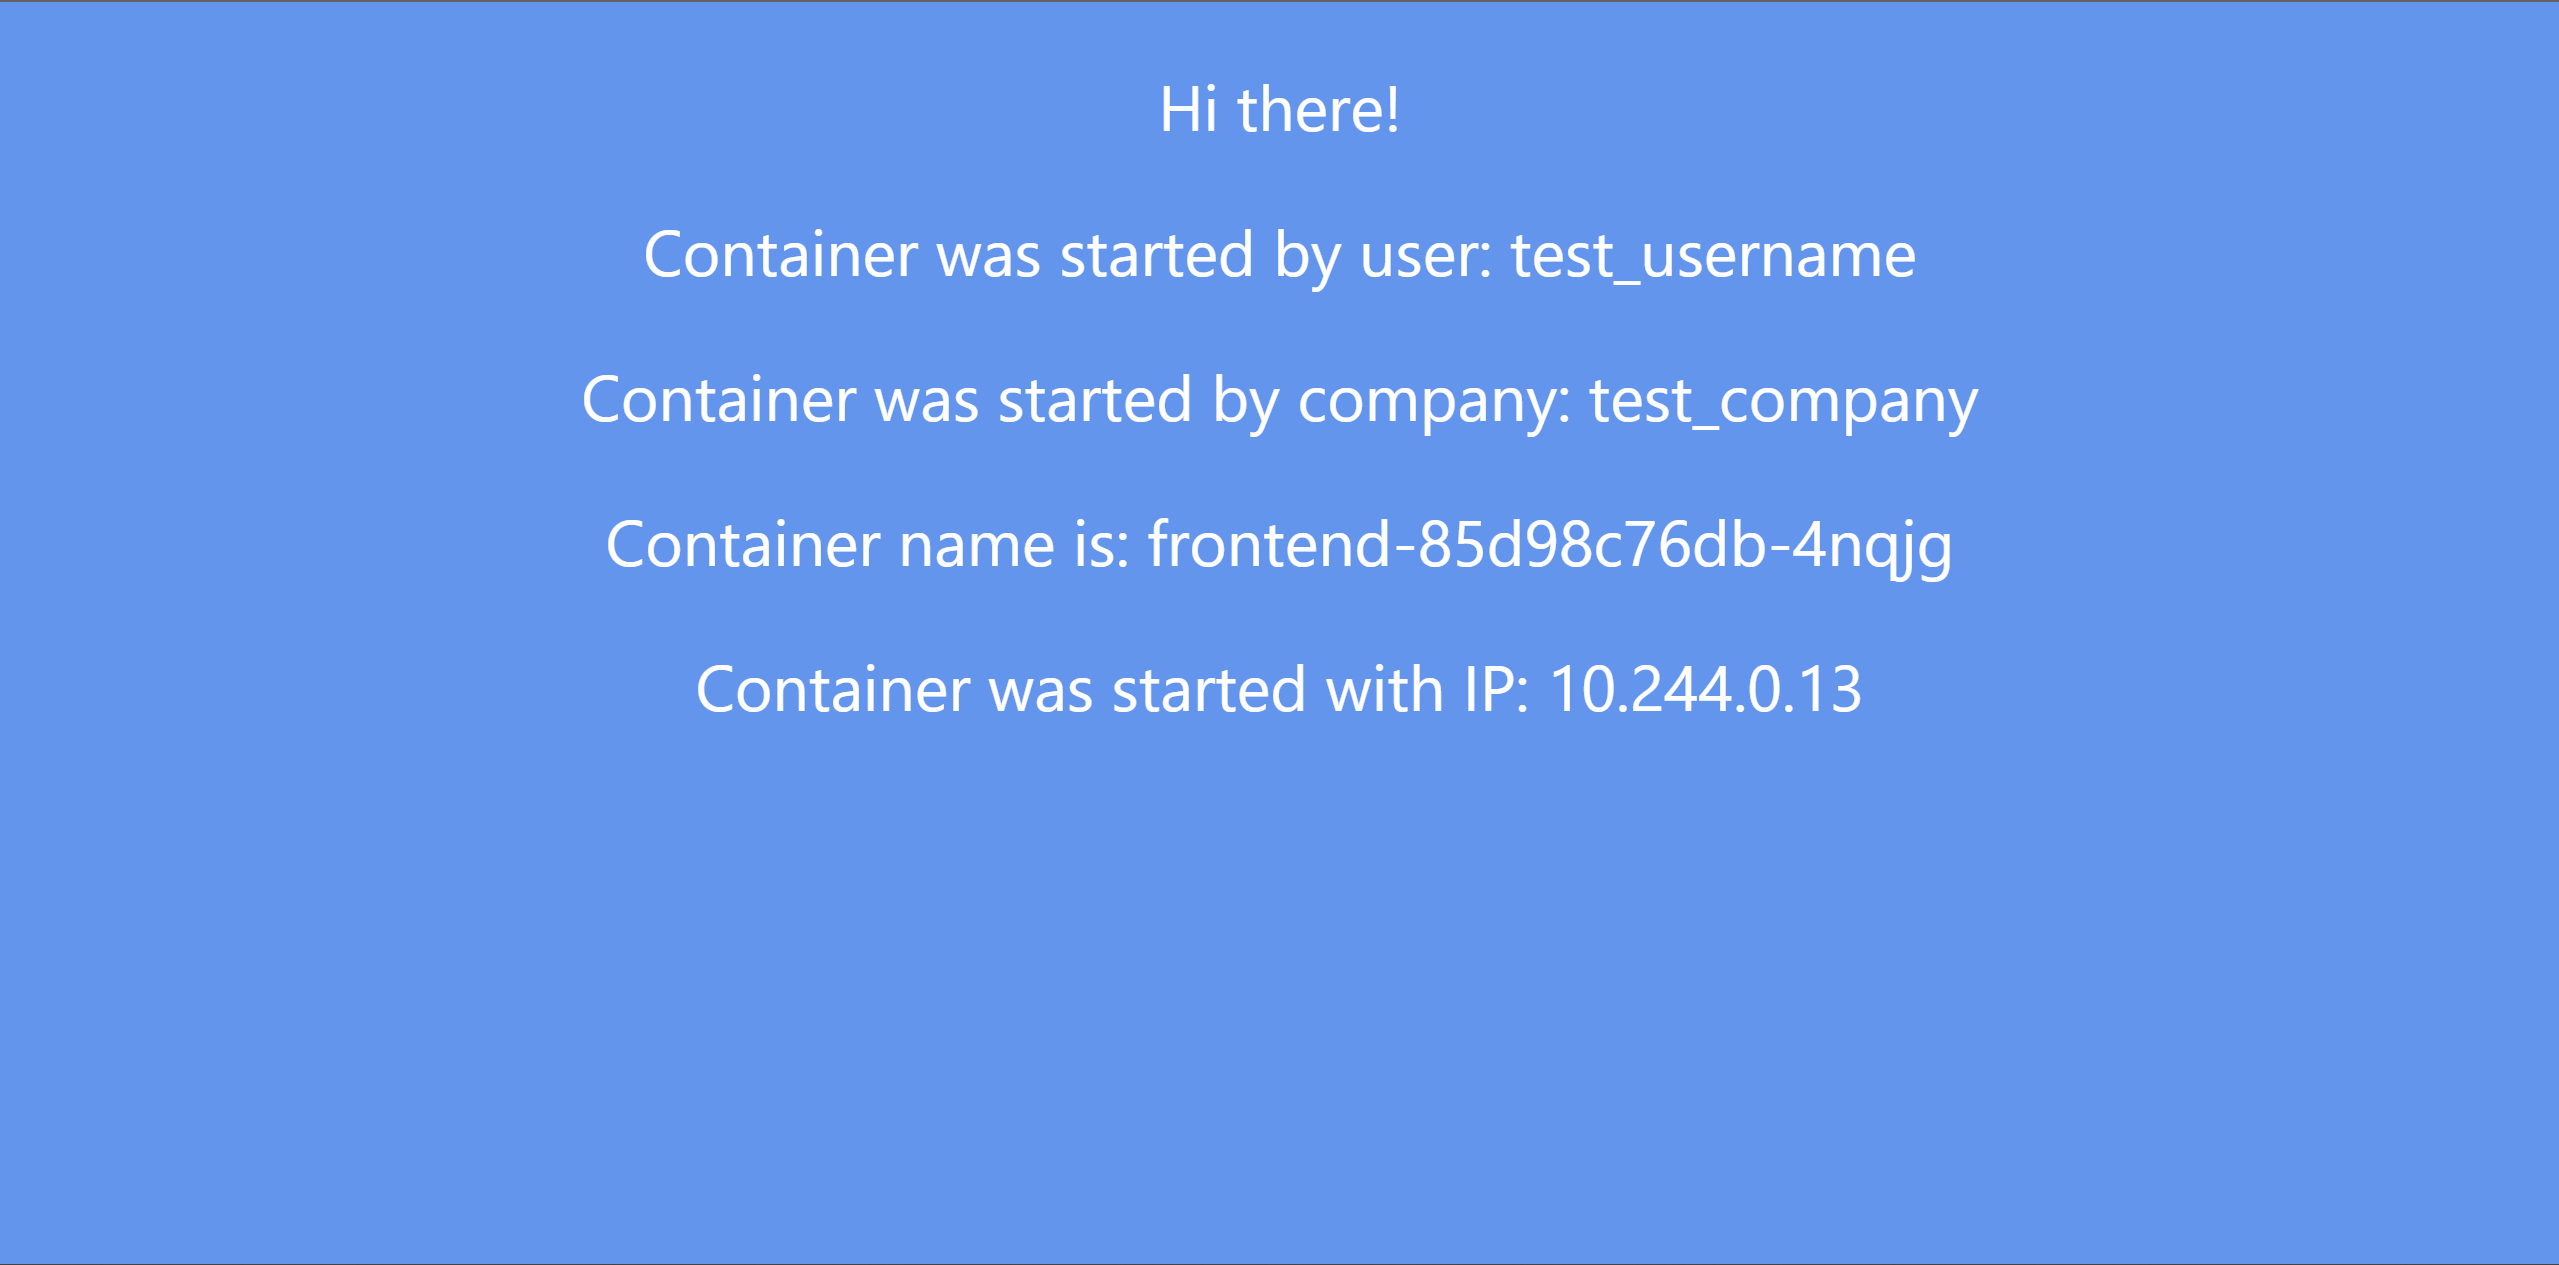 Hi there!
Container was started by user: test_username
Container was started by company: test_company
Container name is: frontend-85d98c76db-4nqjg
Container was started with IP: 10.244.0.13